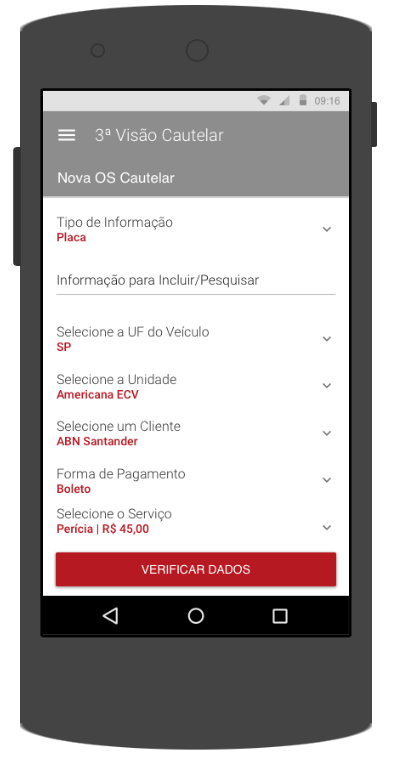 09:16
3ª Visão Cautelar
Nova OS Cautelar
Tipo de Informação
Placa
Informação para Incluir/Pesquisar
Selecione a UF do Veículo
SP
Selecione a Unidade
Americana ECV
Selecione um Cliente
ABN Santander
Forma de Pagamento
Boleto
Selecione o Serviço
Perícia | R$ 45,00
VERIFICAR DADOS